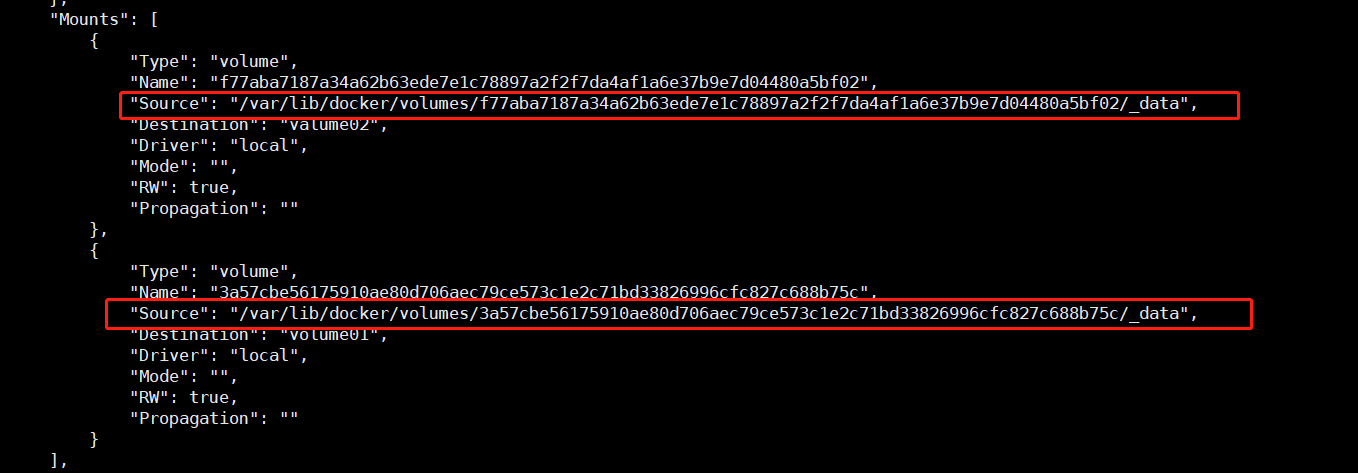 },
"Mounts": [
{
"Type": "volume",
"Name": "f77aba7187a34a62b63ede7e1c78897a2f2f7da4af1a6e37b9e7d04480a5bf02",
"Source": "/var/lib/docker/volumes/f77aba7187a34a62b63ede7e1c78897a2f2f7da4af1a6e37b9e7d04480a5bf02/_data",
"Destination": "valume02",
"Driver": "local",
"Mode": "",
"RW": true,
"Propagation": ""
},
{
"Type": "volume",
"Name": "3a57cbe56175910ae80d706aec79ce573c1e2c71bd33826996cfc827c688b75c",
"Source": "/var/lib/docker/volumes/3a57cbe56175910ae80d706aec79ce573c1e2c71bd33826996cfc827c688b75c/_data",
"Destination": "volume01",
"Driver": "local",
"Mode": "",
"RW": true,
"Propagation": ""
}
],